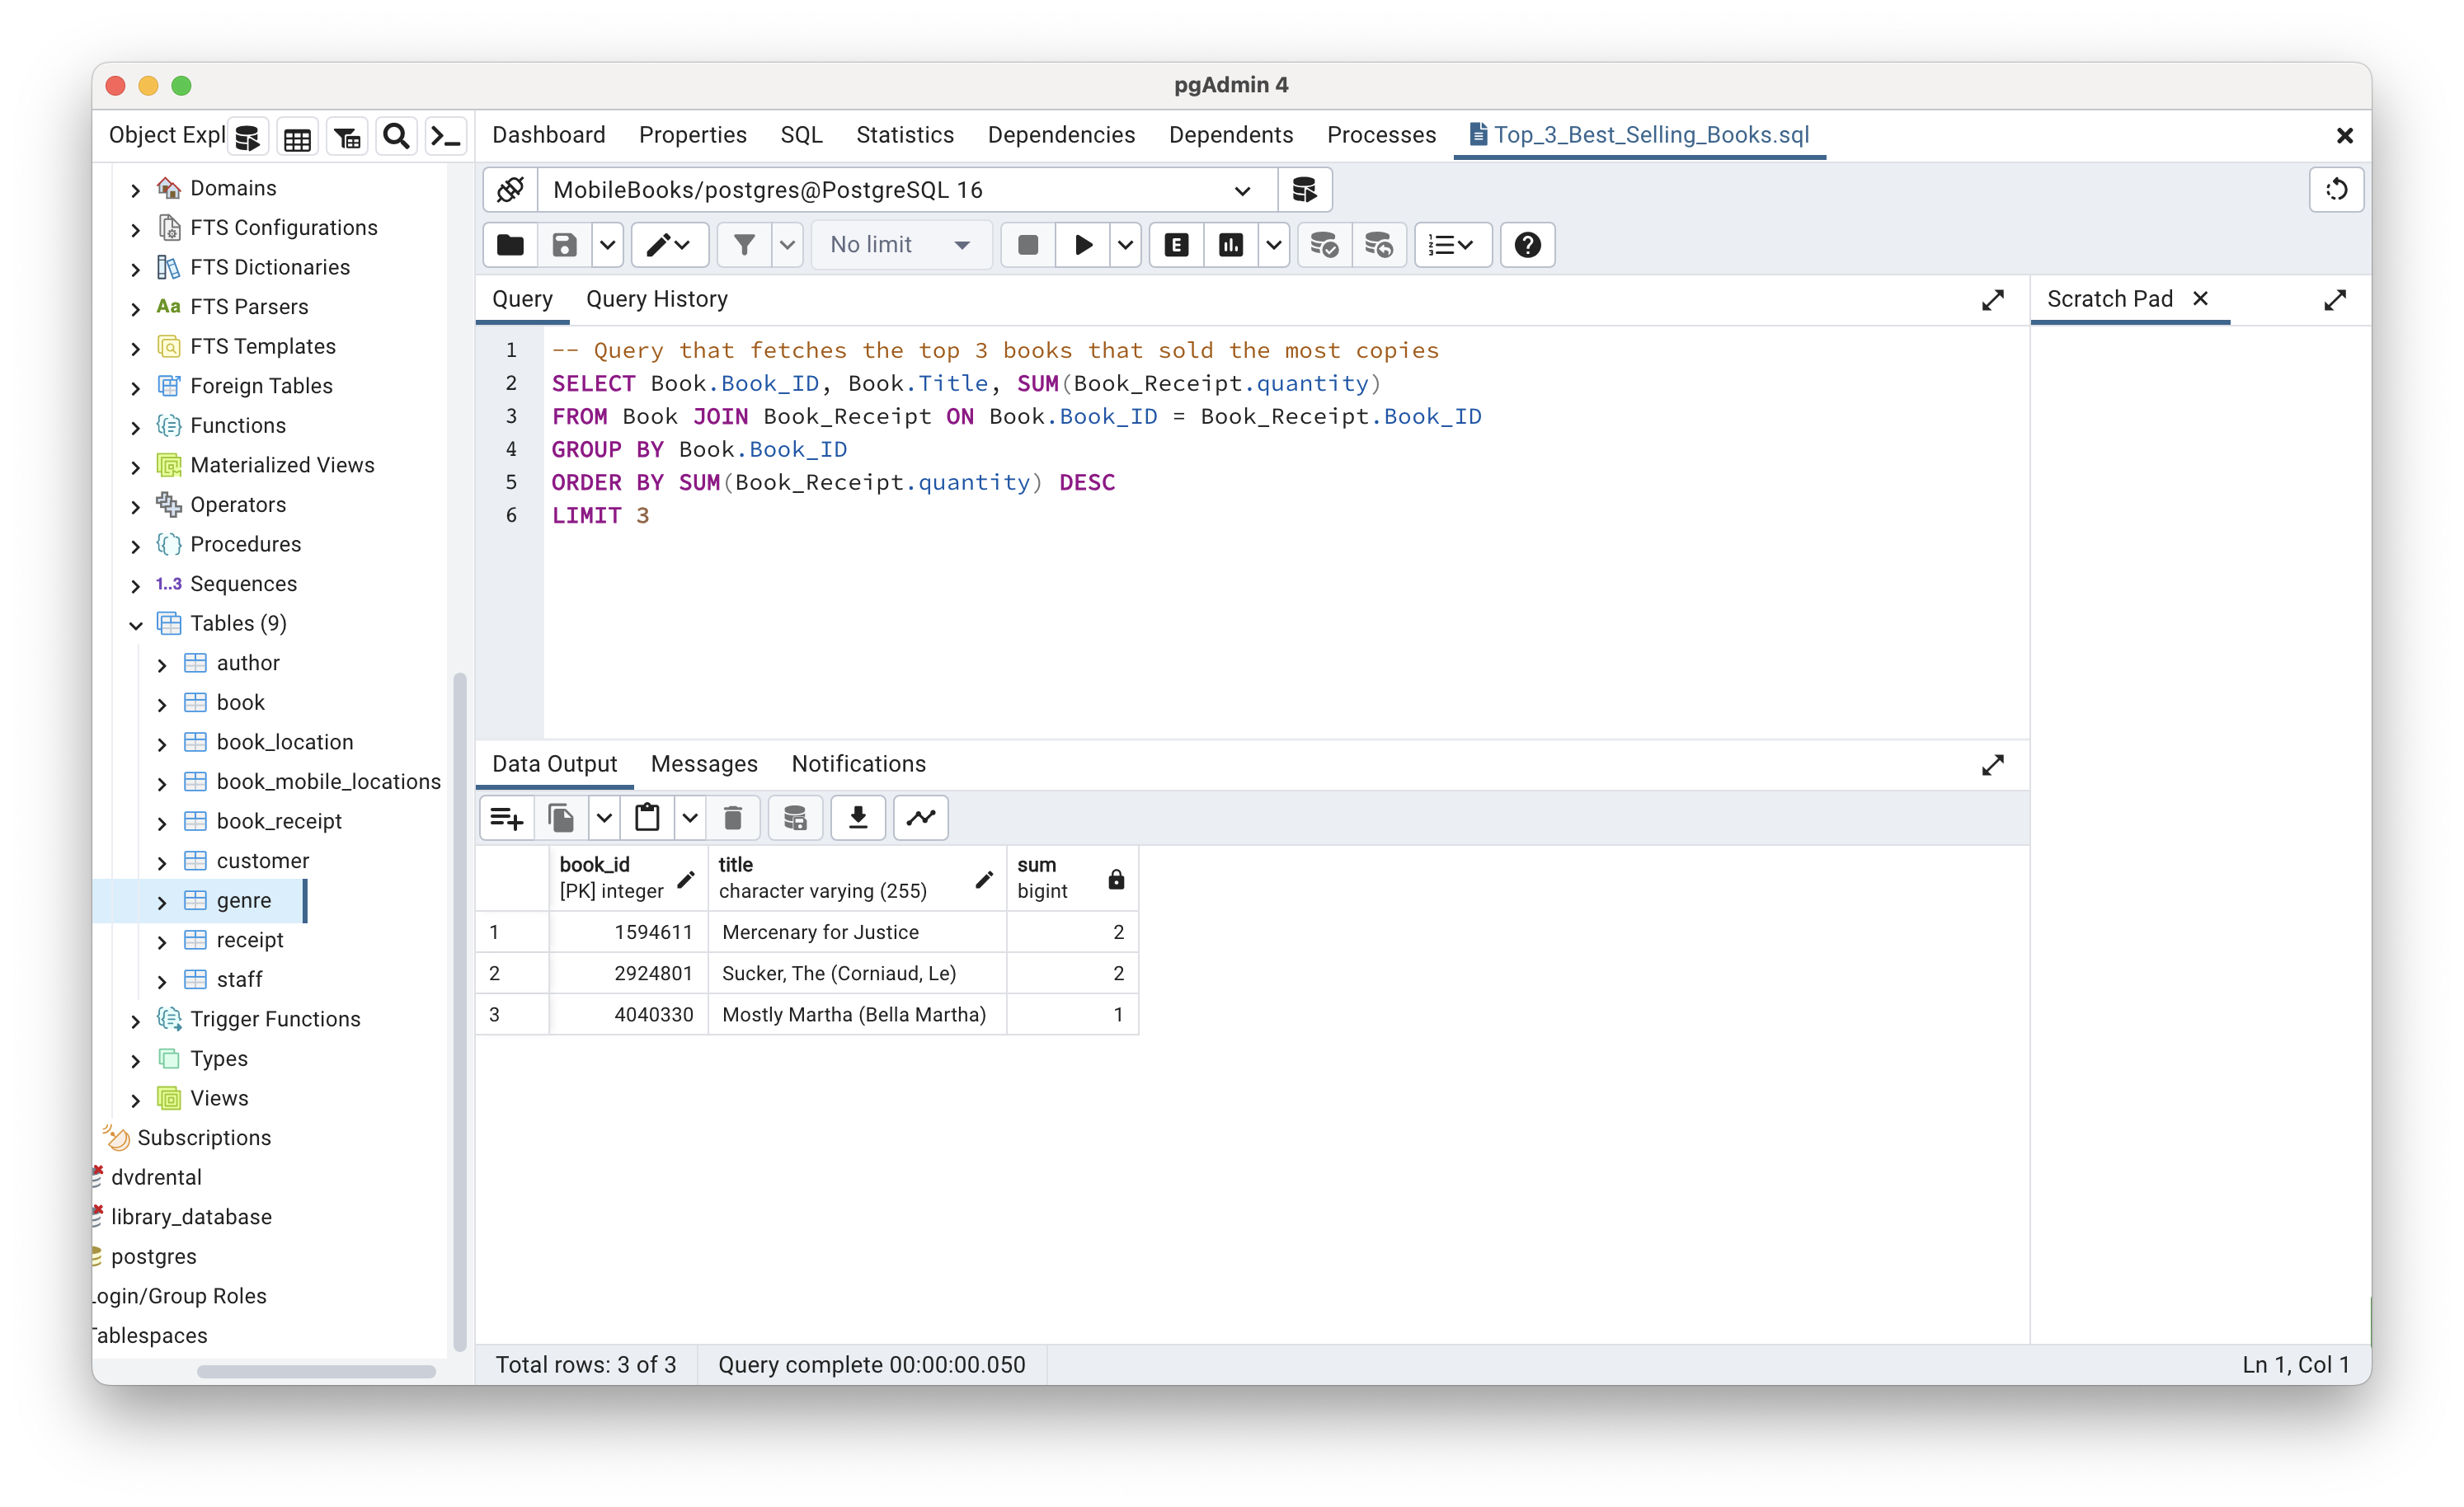 pgAdmin 4
Object Expl
Dashboard Properties SQL Statistics Dependencies Dependents Processes Top_3_Best_Selling_Books.sql
Domains
FTS Configurations
FTS Dictionaries
Aa FTS Parsers
FTS Templates
Foreign Tables
Functions
Materialized Views
Operators
Procedures
1..3 Sequences
Tables (9)
author
book
book_location
book_mobile_locations
book_receipt
customer
genre
receipt
staff
Trigger Functions
Types
Views
Subscriptions
dvdrental
library_database
postgres
Login/Group Roles
Tablespaces
MobileBooks/postgres@PostgreSQL 16
No limit
E
Query Query History
Scratch Pad
1 -- Query that fetches the top 3 books that sold the most copies
2 SELECT Book.Book_ID, Book.Title, SUM(Book_Receipt.quantity)
3 FROM Book JOIN Book_Receipt ON Book.Book_ID = Book_Receipt.Book_ID
4 GROUP BY Book.Book_ID
5 ORDER BY SUM(Book_Receipt.quantity) DESC
6 LIMIT 3
Data Output Messages Notifications
book_id title sum
[PK] integer character varying (255) bigint
1 1594611 Mercenary for Justice 2
2 2924801 Sucker, The (Corniaud, Le) 2
3 4040330 Mostly Martha (Bella Martha) 1
Total rows: 3 of 3 Query complete 00:00:00.050 Ln 1, Col 1